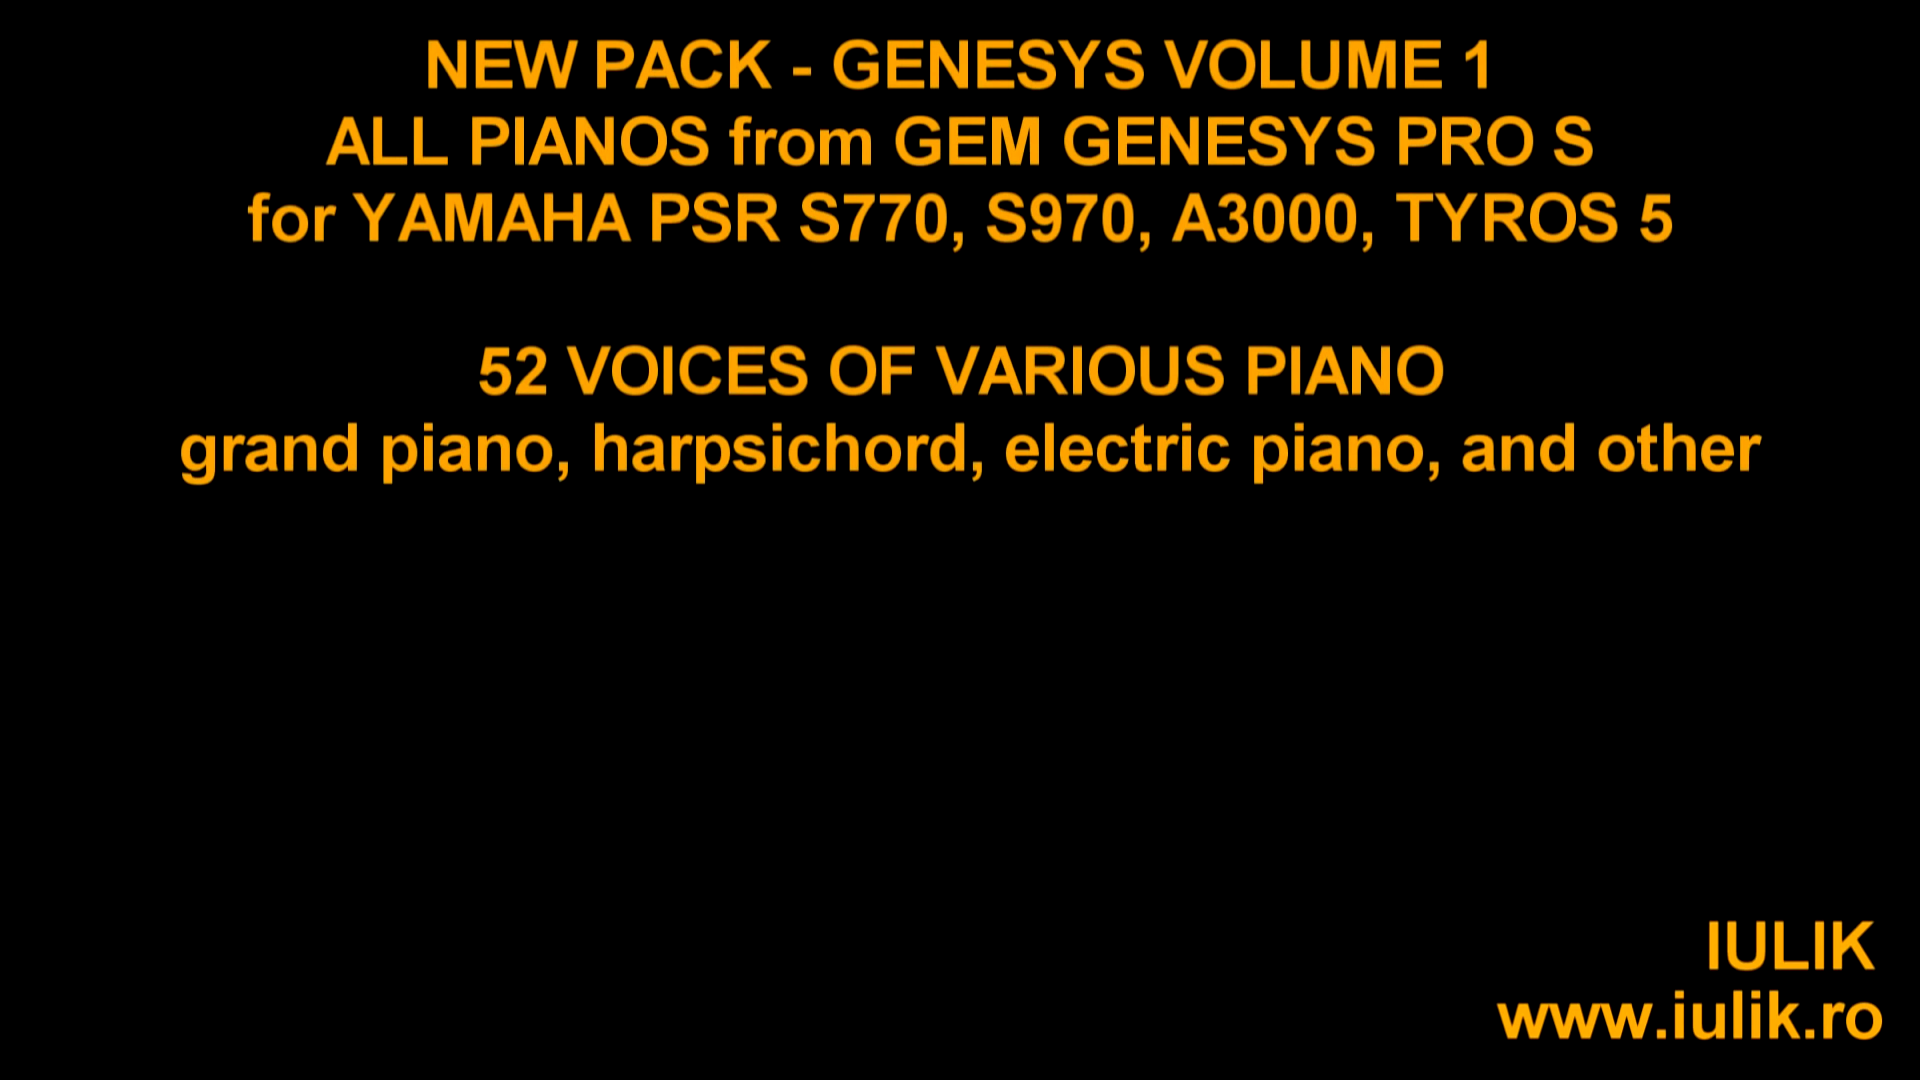 NEW PACK - GENESYS VOLUME 1
ALL PIANOS from GEM GENESYS PRO S
for YAMAHA PSR S770, S970, A3000, TYROS 5
52 VOICES OF VARIOUS PIANO
grand piano, harpsichord, electric piano, and other
IULIK
www.iulik.ro